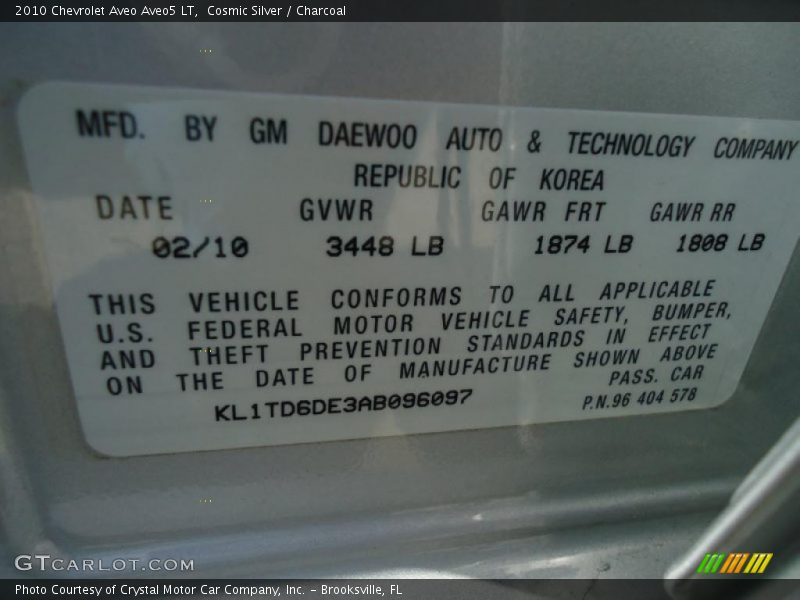 2010 Chevrolet Aveo Aveo5 LT,  Cosmic Silver / Charcoal
MFD. BY GM DAEWOO AUTO & TECHNOLOGY COMPANY
REPUBLIC OF KOREA
DATE GVWR GAWR FRT GAWR RR
02/10 3448 LB 1874 LB 1808 LB
THIS VEHICLE CONFORMS TO ALL APPLICABLE
U.S. FEDERAL MOTOR VEHICLE SAFETY, BUMPER,
AND THEFT PREVENTION STANDARDS IN EFFECT
ON THE DATE OF MANUFACTURE SHOWN ABOVE
PASS. CAR
KL1TD6DE3AB096097 P.N.96 404 578
GTCARLOT.COM
Photo Courtesy of Crystal Motor Car Company, Inc. – Brooksville, FL